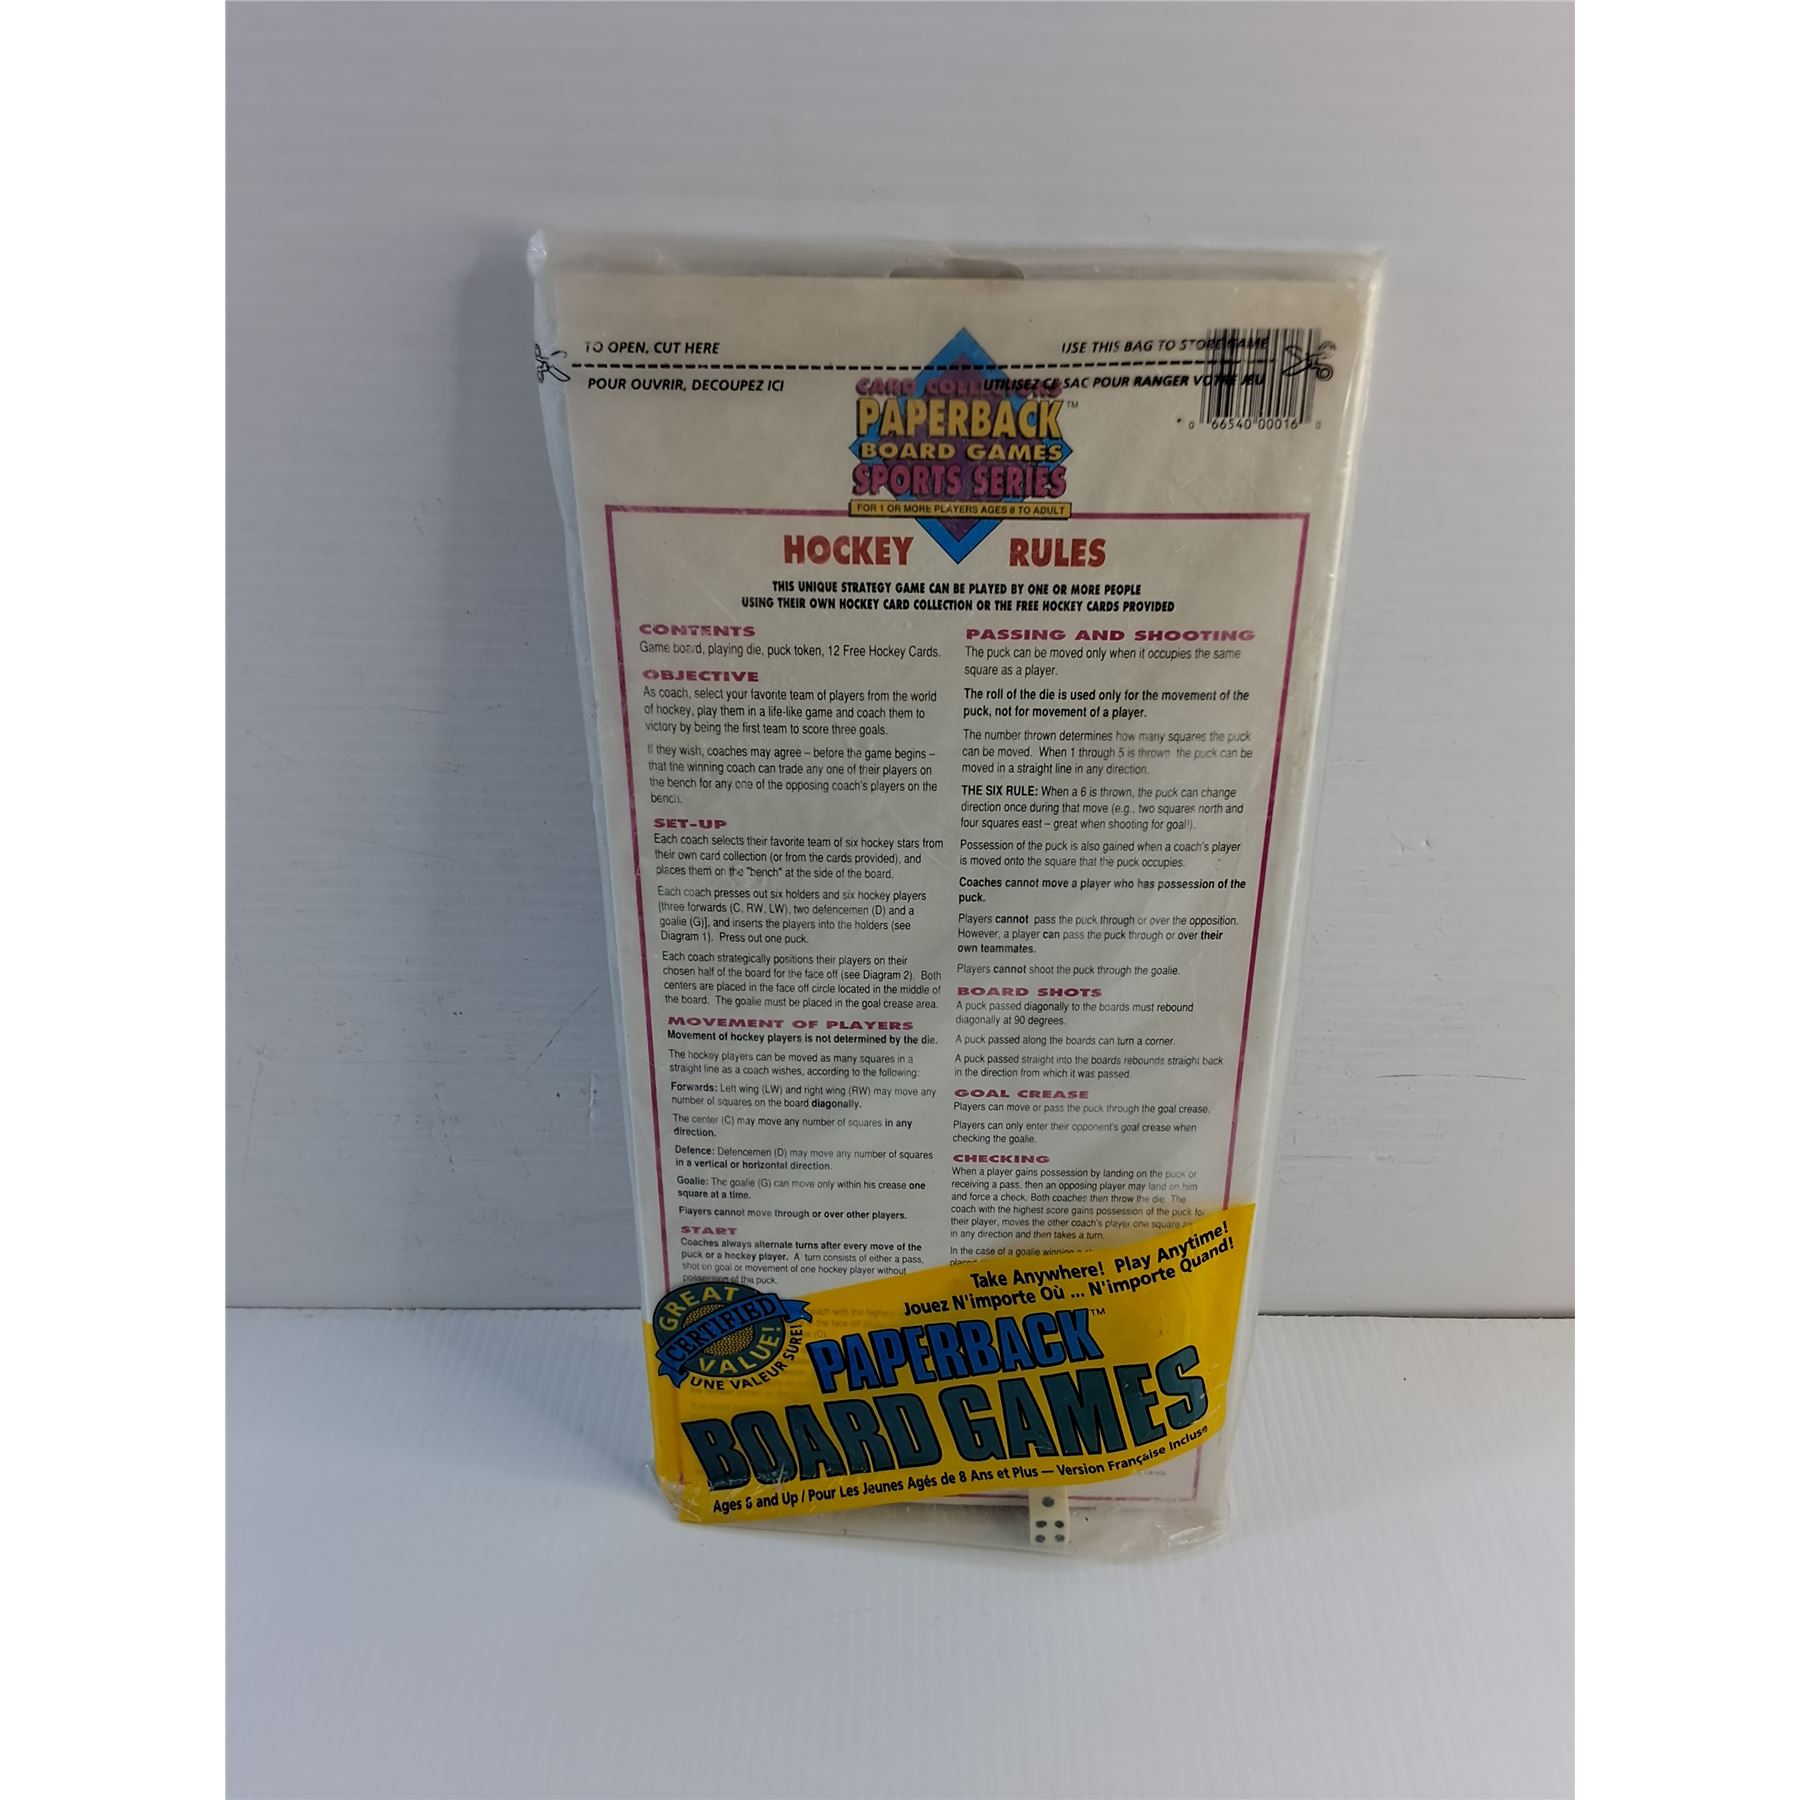 TO OPEN, CUT HERE
USE THIS BAG TO STORE GAME
POUR OUVRIR, DECOUPEZ ICI
UTILISEZ CE SAC POUR RANGER VOTRE JEU
0 66540 00016 0
CARD COLLECTORS
PAPERBACK™
BOARD GAMES
SPORTS SERIES
FOR 1 OR MORE PLAYERS AGES 8 TO ADULT
HOCKEY RULES
THIS UNIQUE STRATEGY GAME CAN BE PLAYED BY ONE OR MORE PEOPLE
USING THEIR OWN HOCKEY CARD COLLECTION OR THE FREE HOCKEY CARDS PROVIDED
CONTENTS
Game board, playing die, puck token, 12 Free Hockey Cards.
OBJECTIVE
As coach, select your favorite team of players from the world
of hockey, play them in a life-like game and coach them to
victory by being the first team to score three goals.
If they wish, coaches may agree – before the game begins –
that the winning coach can trade any one of their players on
the bench for any one of the opposing coach's players on the
bench.
SET-UP
Each coach selects their favorite team of six hockey stars from
their own card collection (or from the cards provided), and
places them on the "bench" at the side of the board.
Each coach presses out six holders and six hockey players
[three forwards (C, RW, LW), two defencemen (D) and a
goalie (G)], and inserts the players into the holders (see
Diagram 1). Press out one puck.
Each coach strategically positions their players on their
chosen half of the board for the face off (see Diagram 2). Both
centers are placed in the face off circle located in the middle of
the board. The goalie must be placed in the goal crease area.
MOVEMENT OF PLAYERS
Movement of hockey players is not determined by the die.
The hockey players can be moved as many squares in a
straight line as a coach wishes, according to the following:
Forwards: Left wing (LW) and right wing (RW) may move any
number of squares on the board diagonally.
The center (C) may move any number of squares in any
direction.
Defence: Defencemen (D) may move any number of squares
in a vertical or horizontal direction.
Goalie: The goalie (G) can move only within his crease one
square at a time.
Players cannot move through or over other players.
START
Coaches always alternate turns after every move of the
puck or a hockey player. A turn consists of either a pass,
shot on goal or movement of one hockey player without
possession of the puck.
PASSING AND SHOOTING
The puck can be moved only when it occupies the same
square as a player.
The roll of the die is used only for the movement of the
puck, not for movement of a player.
The number thrown determines how many squares the puck
can be moved. When 1 through 5 is thrown the puck can be
moved in a straight line in any direction.
THE SIX RULE: When a 6 is thrown, the puck can change
direction once during that move (e.g., two squares north and
four squares east – great when shooting for goal!).
Possession of the puck is also gained when a coach's player
is moved onto the square that the puck occupies.
Coaches cannot move a player who has possession of the
puck.
Players cannot pass the puck through or over the opposition.
However, a player can pass the puck through or over their
own teammates.
Players cannot shoot the puck through the goalie.
BOARD SHOTS
A puck passed diagonally to the boards must rebound
diagonally at 90 degrees.
A puck passed along the boards can turn a corner.
A puck passed straight into the boards rebounds straight back
in the direction from which it was passed.
GOAL CREASE
Players can move or pass the puck through the goal crease.
Players can only enter their opponent's goal crease when
checking the goalie.
CHECKING
When a player gains possession by landing on the puck or
receiving a pass, then an opposing player may land on him
and force a check. Both coaches then throw the die. The
coach with the highest score gains possession of the puck for
their player, moves the other coach's player one square
in any direction and then takes a turn.
In the case of a goalie winning
Take Anywhere! Play Anytime!
Jouez N'importe Où ... N'importe Quand!
GREAT
CERTIFIED
VALUE!
UNE VALEUR SURE!
PAPERBACK™
BOARD GAMES
Ages 8 and Up / Pour Les Jeunes Agés de 8 Ans et Plus — Version Française Incluse